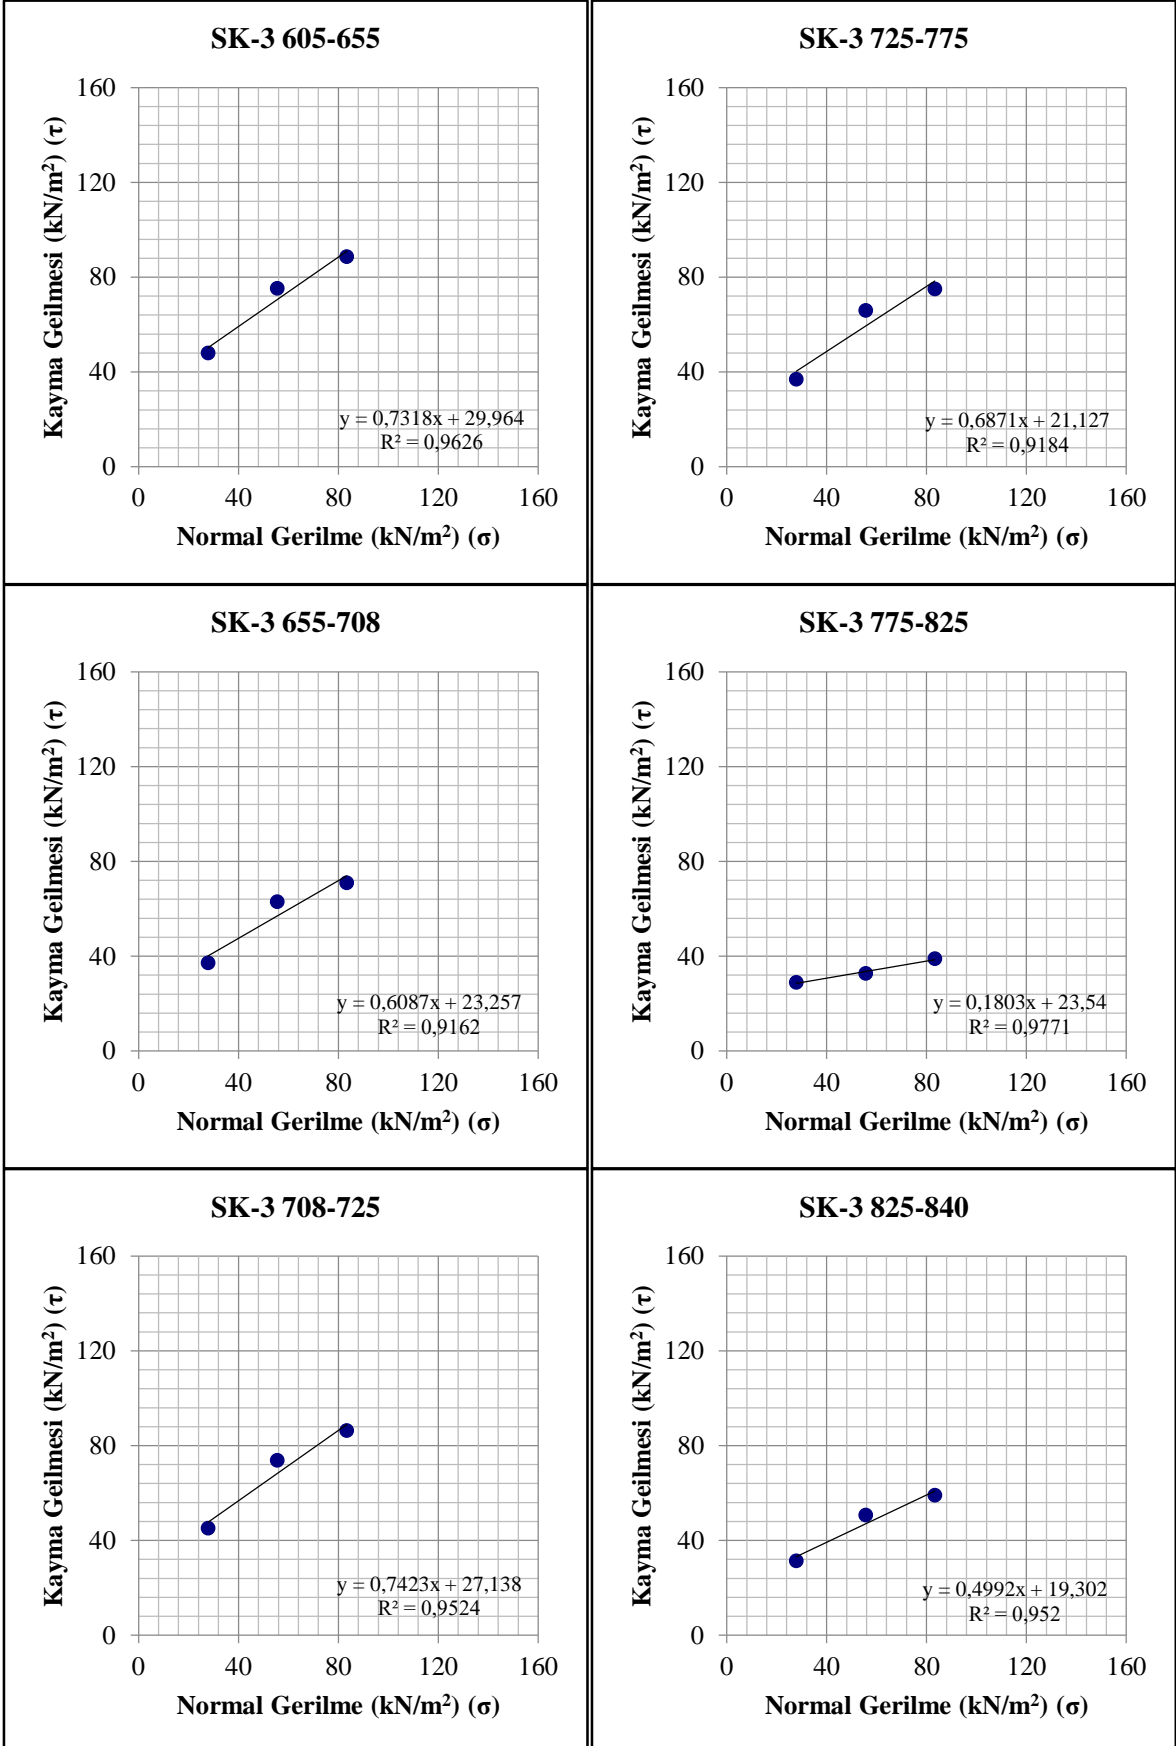 SK-3 605-655
160
120
80
40
0
0 40 80 120 160
Kayma Geilmesi (kN/m²) (τ)
Normal Gerilme (kN/m²) (σ)
y = 0,7318x + 29,964
R² = 0,9626
SK-3 725-775
160
120
80
40
0
0 40 80 120 160
Kayma Geilmesi (kN/m²) (τ)
Normal Gerilme (kN/m²) (σ)
y = 0,6871x + 21,127
R² = 0,9184
SK-3 655-708
160
120
80
40
0
0 40 80 120 160
Kayma Geilmesi (kN/m²) (τ)
Normal Gerilme (kN/m²) (σ)
y = 0,6087x + 23,257
R² = 0,9162
SK-3 775-825
160
120
80
40
0
0 40 80 120 160
Kayma Geilmesi (kN/m²) (τ)
Normal Gerilme (kN/m²) (σ)
y = 0,1803x + 23,54
R² = 0,9771
SK-3 708-725
160
120
80
40
0
0 40 80 120 160
Kayma Geilmesi (kN/m²) (τ)
Normal Gerilme (kN/m²) (σ)
y = 0,7423x + 27,138
R² = 0,9524
SK-3 825-840
160
120
80
40
0
0 40 80 120 160
Kayma Geilmesi (kN/m²) (τ)
Normal Gerilme (kN/m²) (σ)
y = 0,4992x + 19,302
R² = 0,952